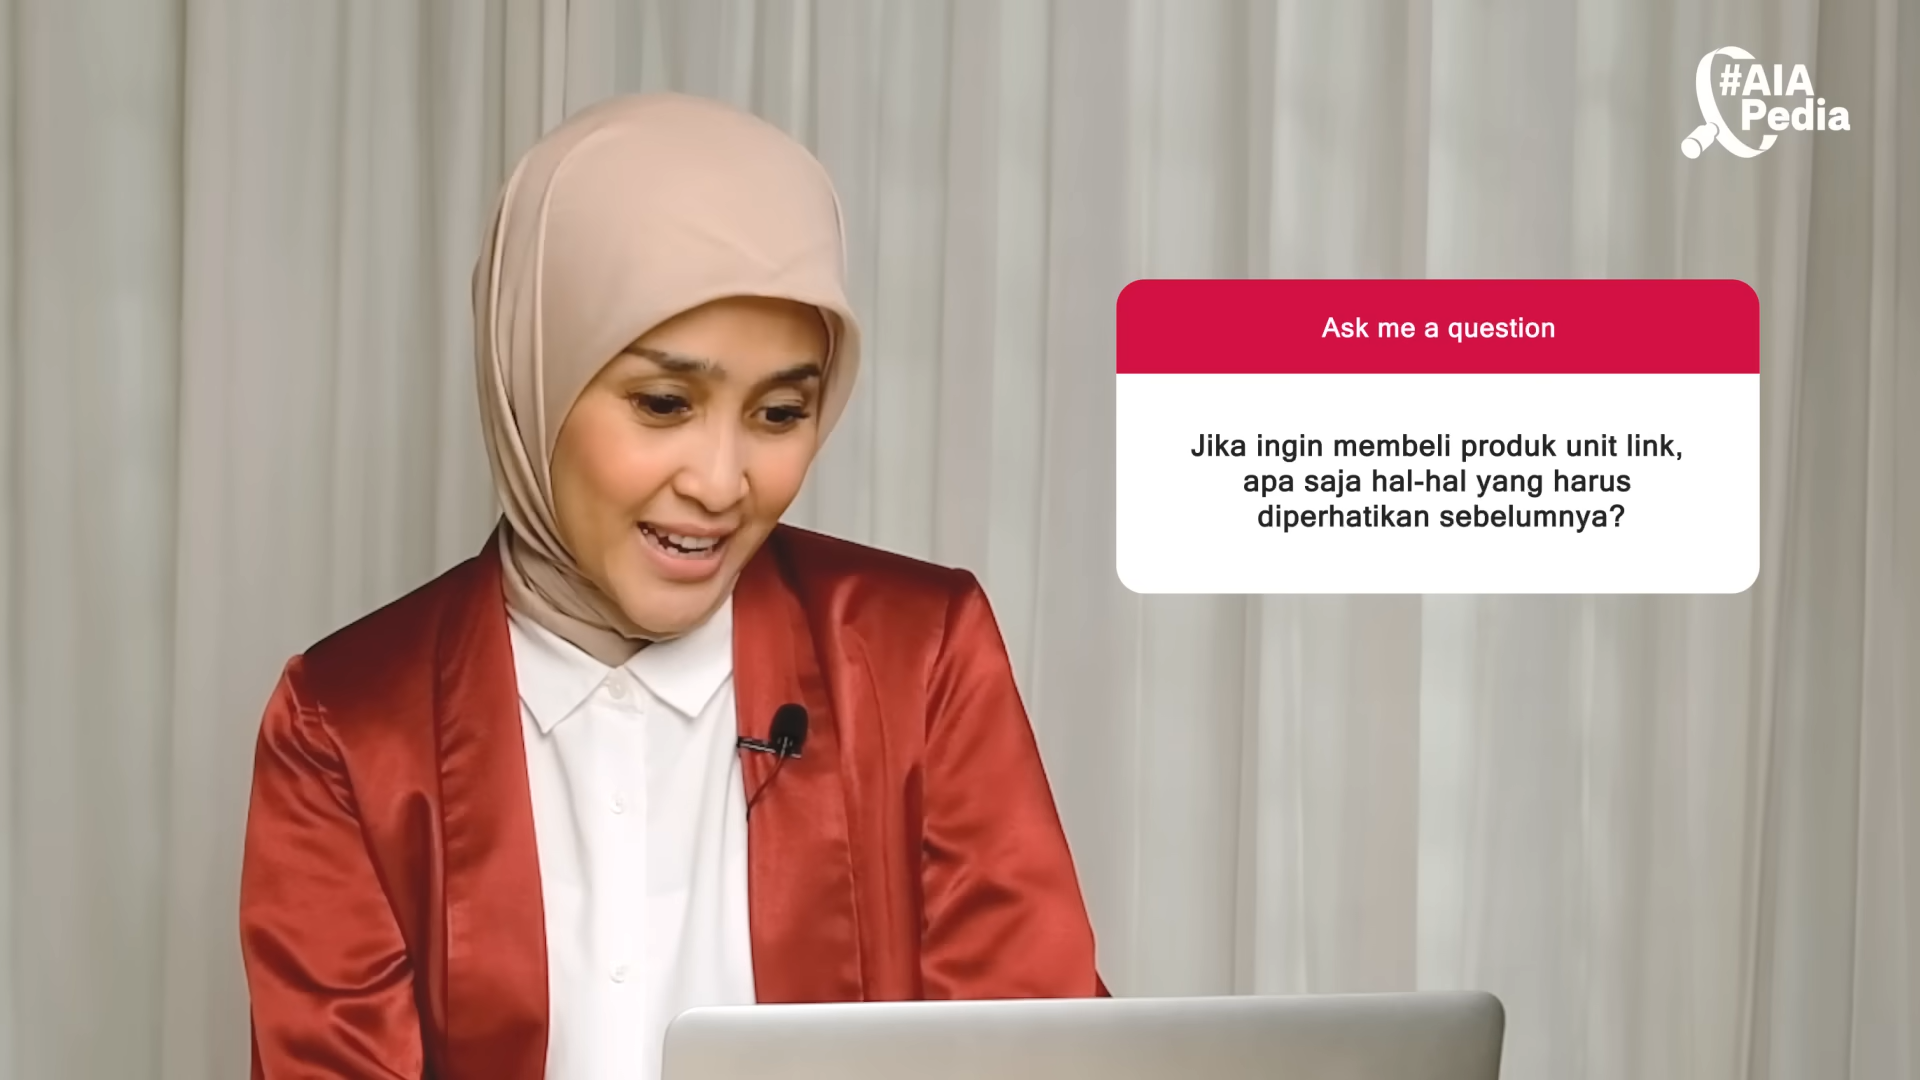 #AIA
Pedia
Ask me a question
Jika ingin membeli produk unit link,
apa saja hal-hal yang harus
diperhatikan sebelumnya?